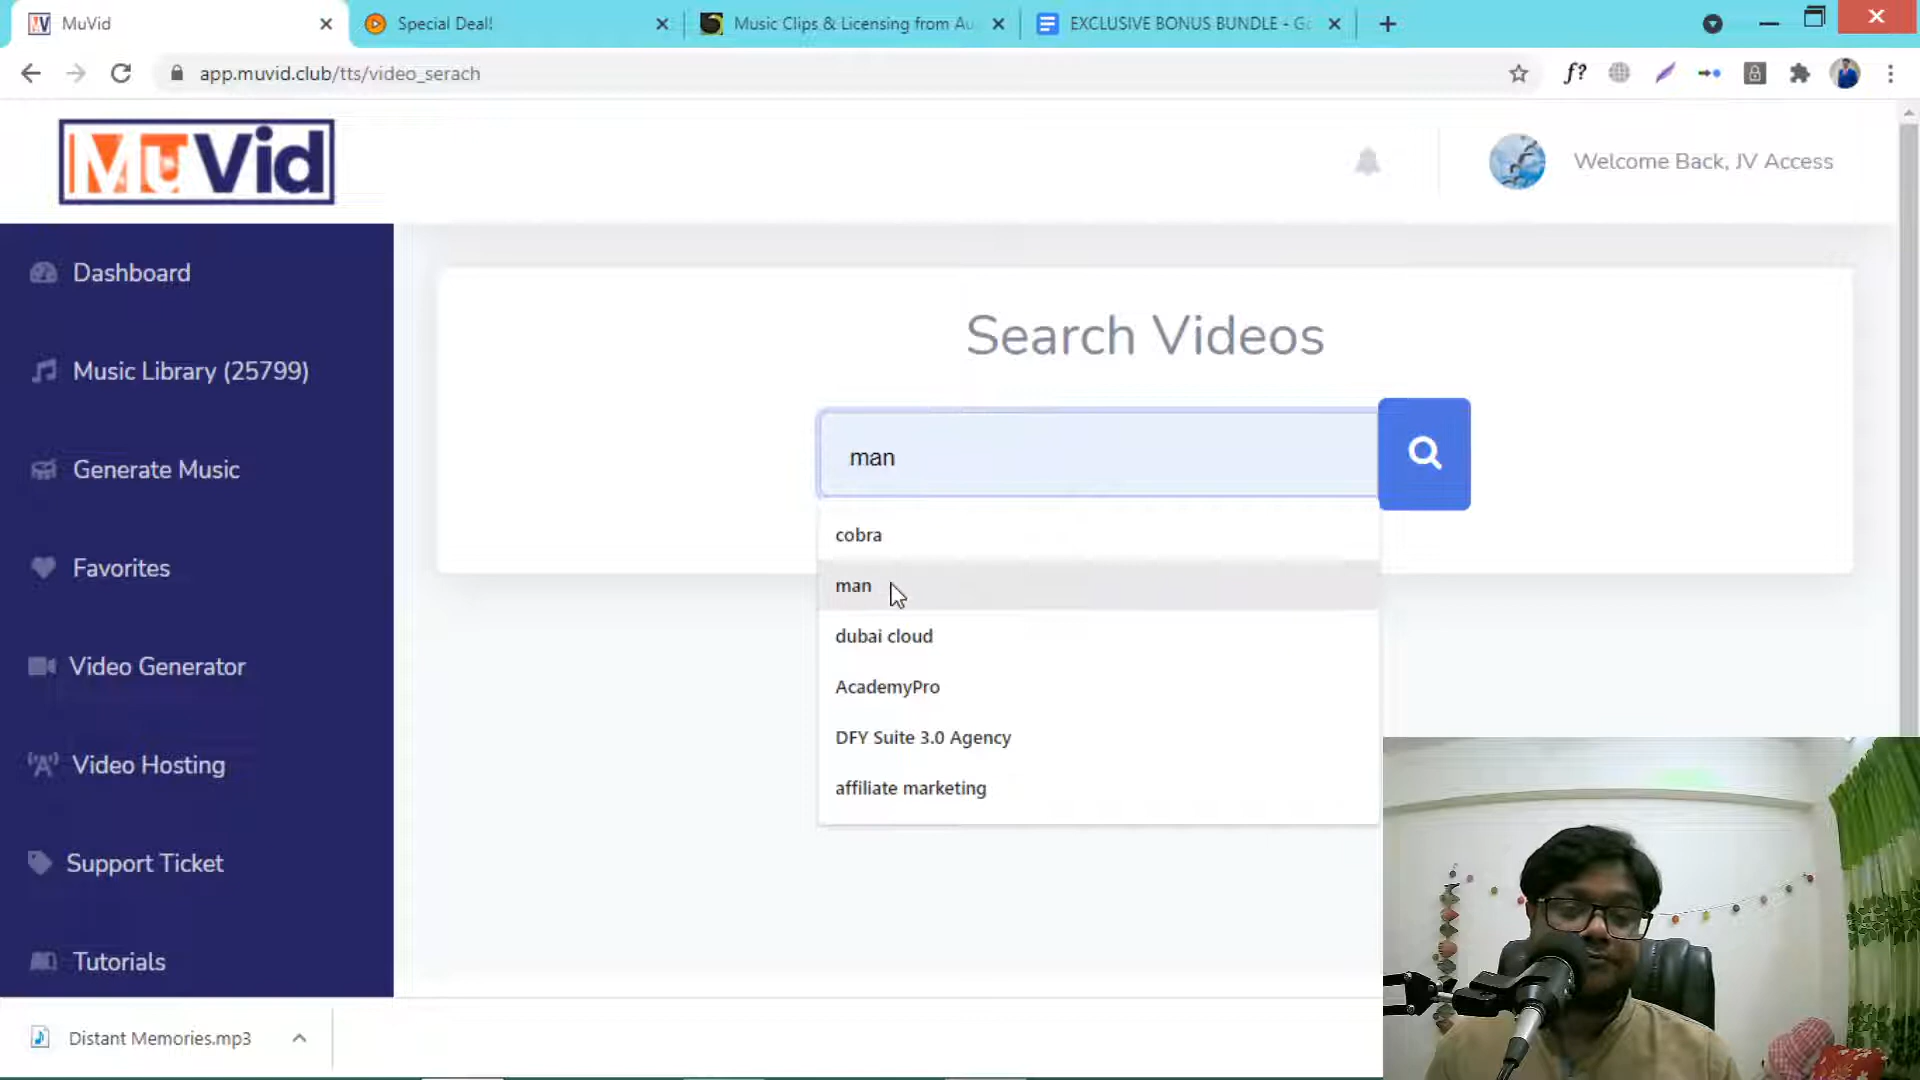 MuVid
Special Deal!
Music Clips & Licensing from Au
EXCLUSIVE BONUS BUNDLE - Go
app.muvid.club/tts/video_serach
f?
MuVid
Welcome Back, JV Access
Dashboard
Music Library (25799)
Generate Music
Favorites
Video Generator
Video Hosting
Support Ticket
Tutorials
Search Videos
man
cobra
man
dubai cloud
AcademyPro
DFY Suite 3.0 Agency
affiliate marketing
Distant Memories.mp3